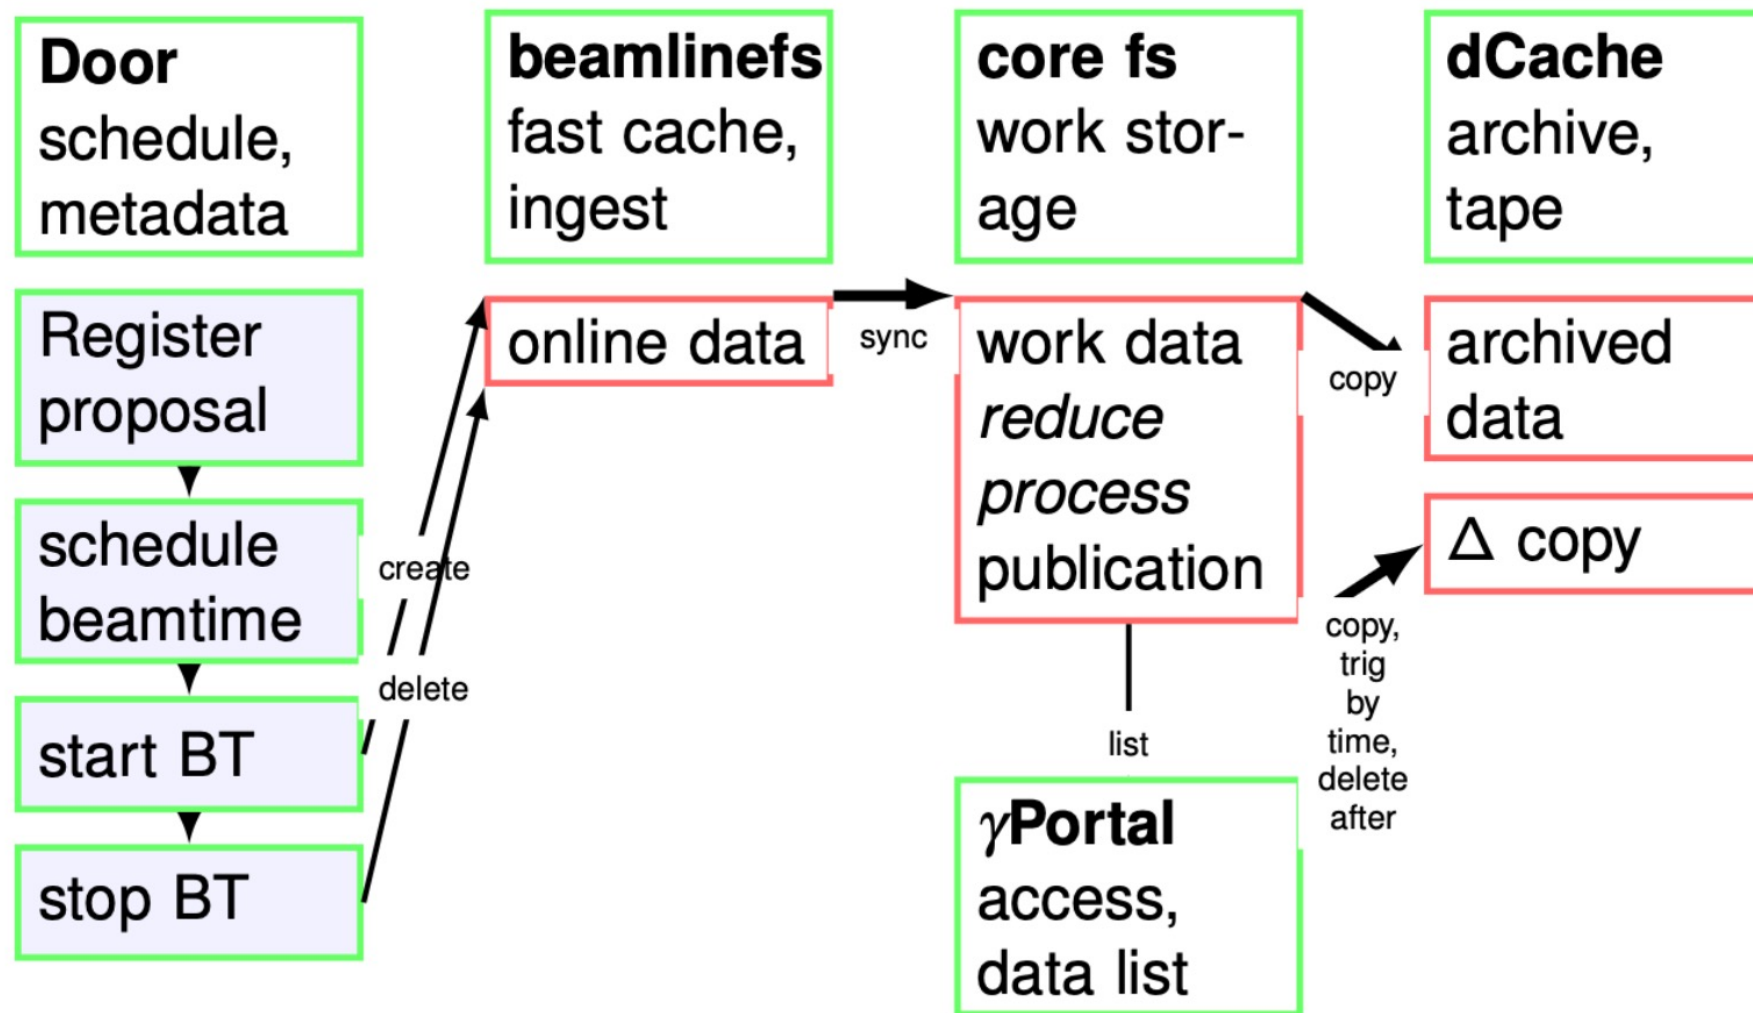 Door
schedule,
metadata
beamlinefs
fast cache,
ingest
core fs
work stor-
age
dCache
archive,
tape
Register
proposal
schedule
beamtime
start BT
stop BT
create
delete
online data
sync
work data
reduce
process
publication
copy
archived
data
Δ copy
copy,
trig
by
time,
delete
after
list
γPortal
access,
data list